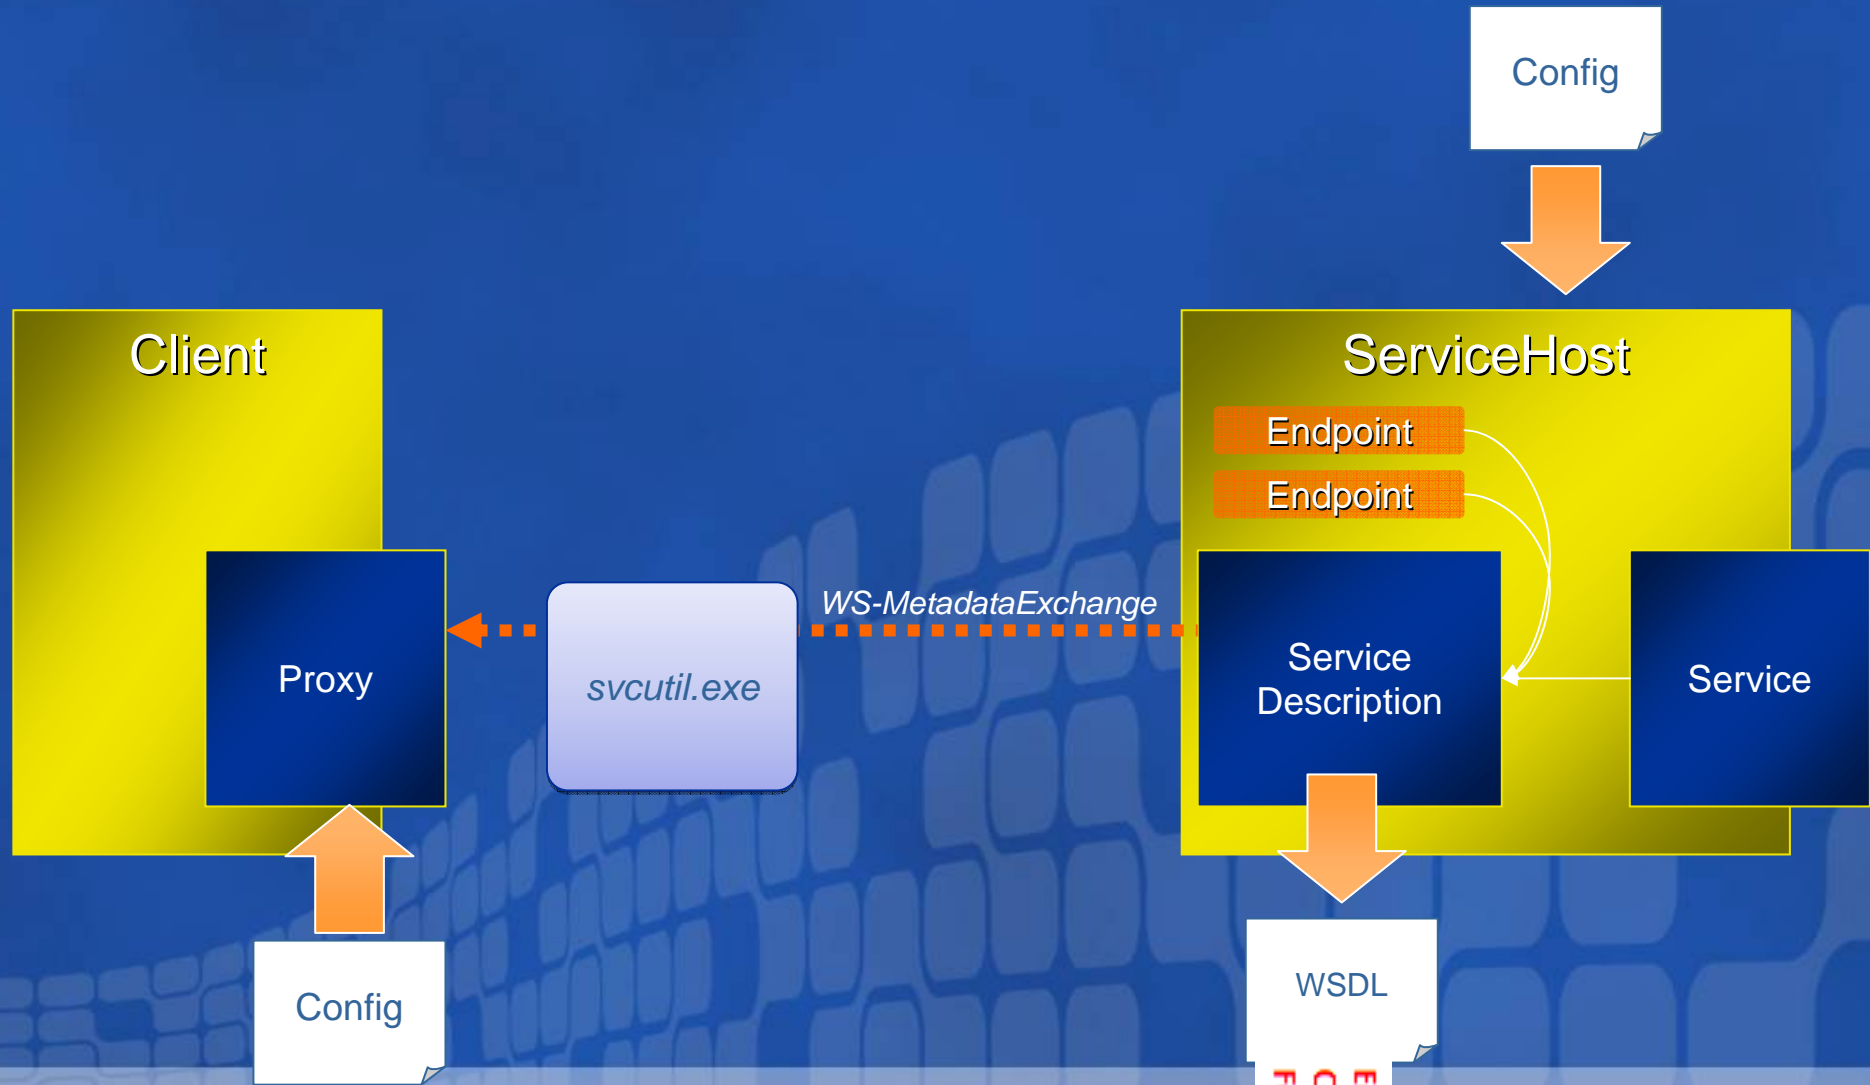 Config
Client
ServiceHost
Endpoint
Endpoint
WS-MetadataExchange
Proxy
svcutil.exe
Service
Description
Service
Config
WSDL